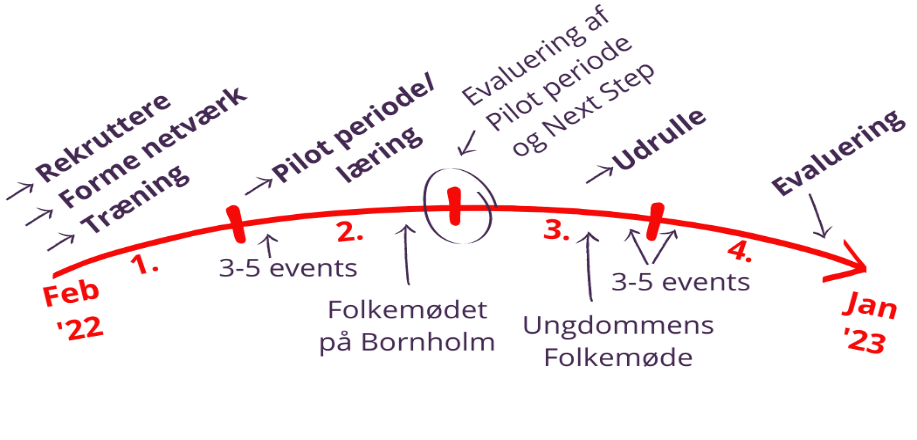 → Rekruttere
→ Forme netværk
→ Træning
→ Pilot periode/
læring
Evaluering af
Pilot periode
og Next Step
→ Udrulle
Evaluering
1.
2.
3.
4.
3-5 events
Folkemødet
på Bornholm
Ungdommens
Folkemøde
3-5 events
Feb
'22
Jan
'23